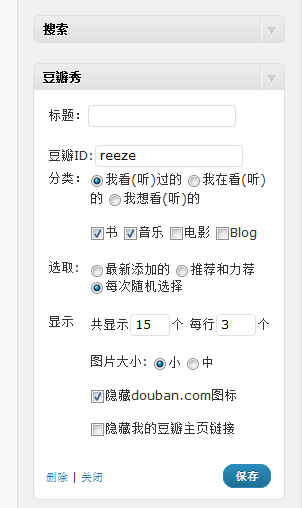 搜索
豆瓣秀
标题：
豆瓣ID: reeze
分类： 我看(听)过的 我在看(听)
的 我想看(听)的
书 音乐 电影 Blog
选取： 最新添加的 推荐和力荐
每次随机选择
显示 共显示 15 个 每行 3 个
图片大小: 小 中
隐藏douban.com图标
隐藏我的豆瓣主页链接
删除 | 关闭 保存